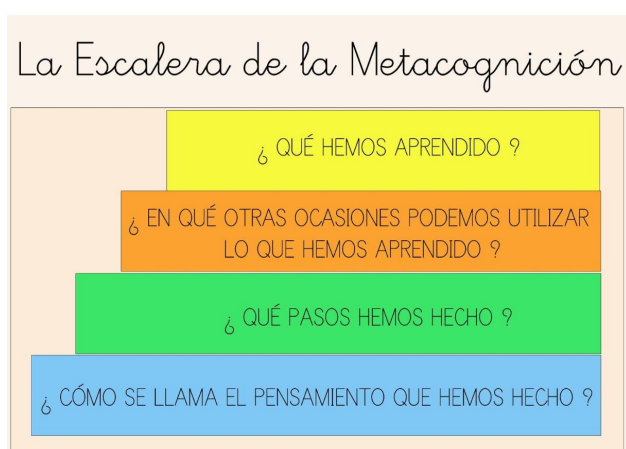 La Escalera de la Metacognición
¿ QUÉ HEMOS APRENDIDO ?
¿ EN QUÉ OTRAS OCASIONES PODEMOS UTILIZAR
LO QUE HEMOS APRENDIDO ?
¿ QUÉ PASOS HEMOS HECHO ?
¿ CÓMO SE LLAMA EL PENSAMIENTO QUE HEMOS HECHO ?